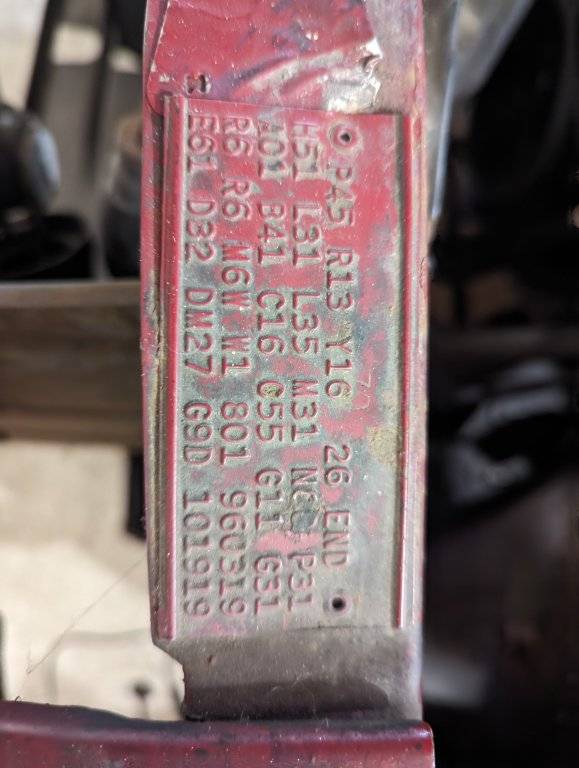 P45 R13 Y16 26 END
H51 L31 L35 M31 P31
A01 B41 C16 C55 G11 G31
R6 R6 M6W W1 801 960319
E61 D32 DM27 G9D 101919